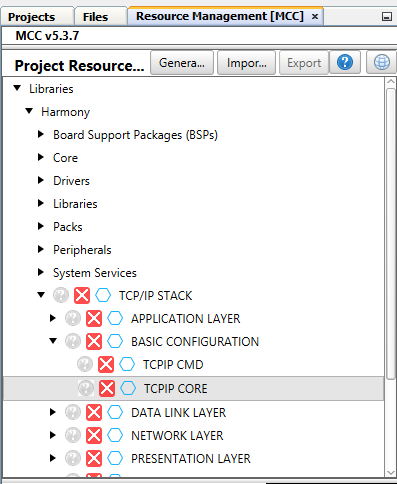 Projects Files Resource Management [MCC] ×
MCC v5.3.7
Project Resource... Genera... Impor... Export ?
Libraries
Harmony
Board Support Packages (BSPs)
Core
Drivers
Libraries
Packs
Peripherals
System Services
? TCP/IP STACK
? APPLICATION LAYER
? BASIC CONFIGURATION
? TCPIP CMD
? TCPIP CORE
? DATA LINK LAYER
? NETWORK LAYER
? PRESENTATION LAYER